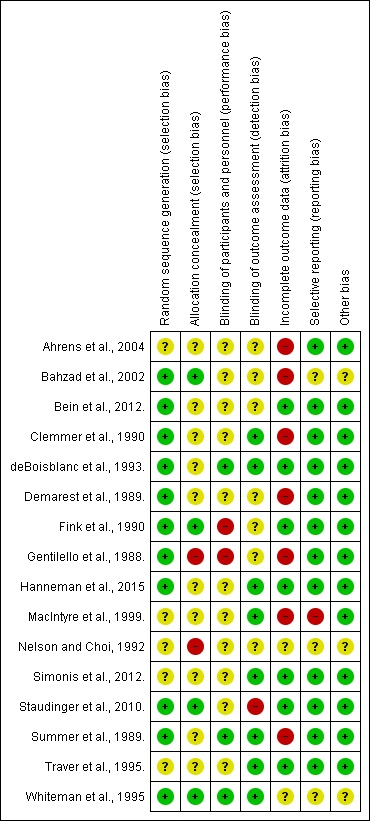 Random sequence generation (selection bias)
Allocation concealment (selection bias)
Blinding of participants and personnel (performance bias)
Blinding of outcome assessment (detection bias)
Incomplete outcome data (attrition bias)
Selective reporting (reporting bias)
Other bias
Ahrens et al., 2004 ? ? ? ? - + +
Bahzad et al., 2002 + + ? ? - ? ?
Bein et al., 2012. + ? ? ? + + +
Clemmer et al., 1990 + ? ? + - + +
deBoisblanc et al., 1993. + ? + + + + +
Demarest et al., 1989. + ? ? ? - + +
Fink et al., 1990 + + - ? + + +
Gentilello et al., 1988. + - - ? - + +
Hanneman et al., 2015 + ? ? + + + +
MacIntyre et al., 1999. ? ? ? + - - +
Nelson and Choi, 1992 ? - ? ? ? ? ?
Simonis et al., 2012. ? ? ? + + + +
Staudinger et al., 2010. + + ? - + + +
Summer et al., 1989. + ? + + - + +
Traver et al., 1995. ? ? ? + + + +
Whiteman et al., 1995 + + + + ? ? ?